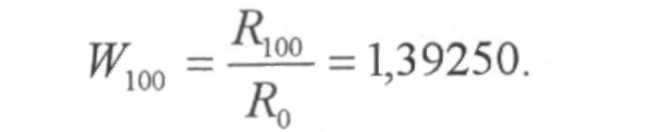 W₁₀₀ = R₁₀₀ / R₀ = 1,39250.